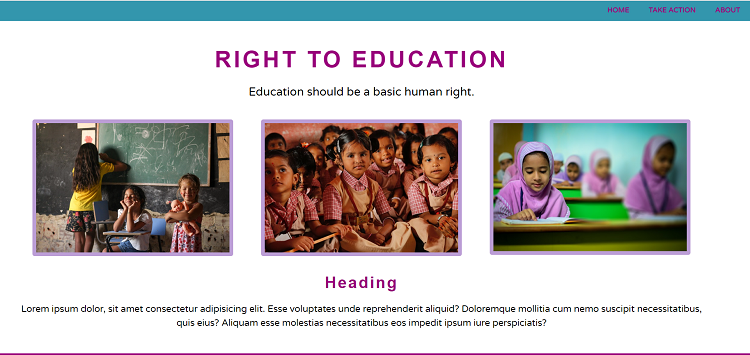 HOME TAKE ACTION ABOUT
RIGHT TO EDUCATION
Education should be a basic human right.
Heading
Lorem ipsum dolor, sit amet consectetur adipisicing elit. Esse voluptates unde reprehenderit aliquid? Doloremque mollitia cum nemo suscipit necessitatibus,
quis eius? Aliquam esse molestias necessitatibus eos impedit ipsum iure perspiciatis?